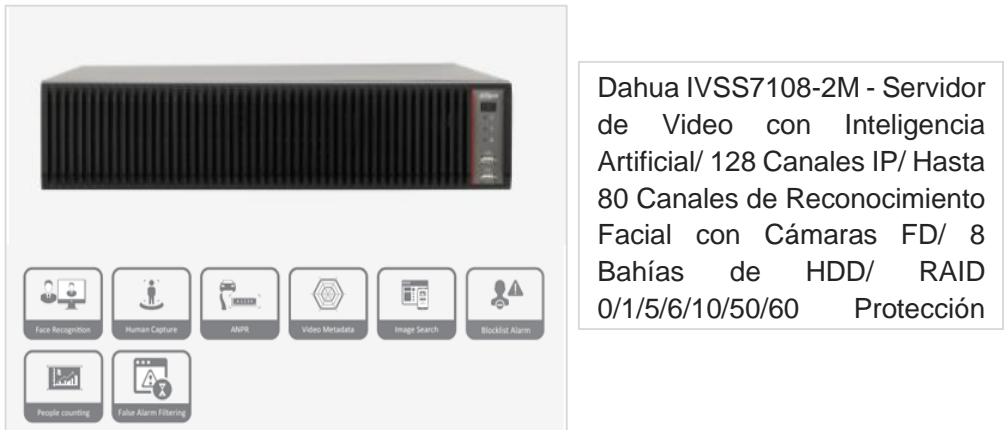 Dahua IVSS7108-2M - Servidor
de Video con Inteligencia
Artificial/ 128 Canales IP/ Hasta
80 Canales de Reconocimiento
Facial con Cámaras FD/ 8
Bahías de HDD/ RAID
0/1/5/6/10/50/60 Protección
Face Recognition
Human Capture
ANPR
Video Metadata
Image Search
Blocklist Alarm
People counting
False Alarm Filtering